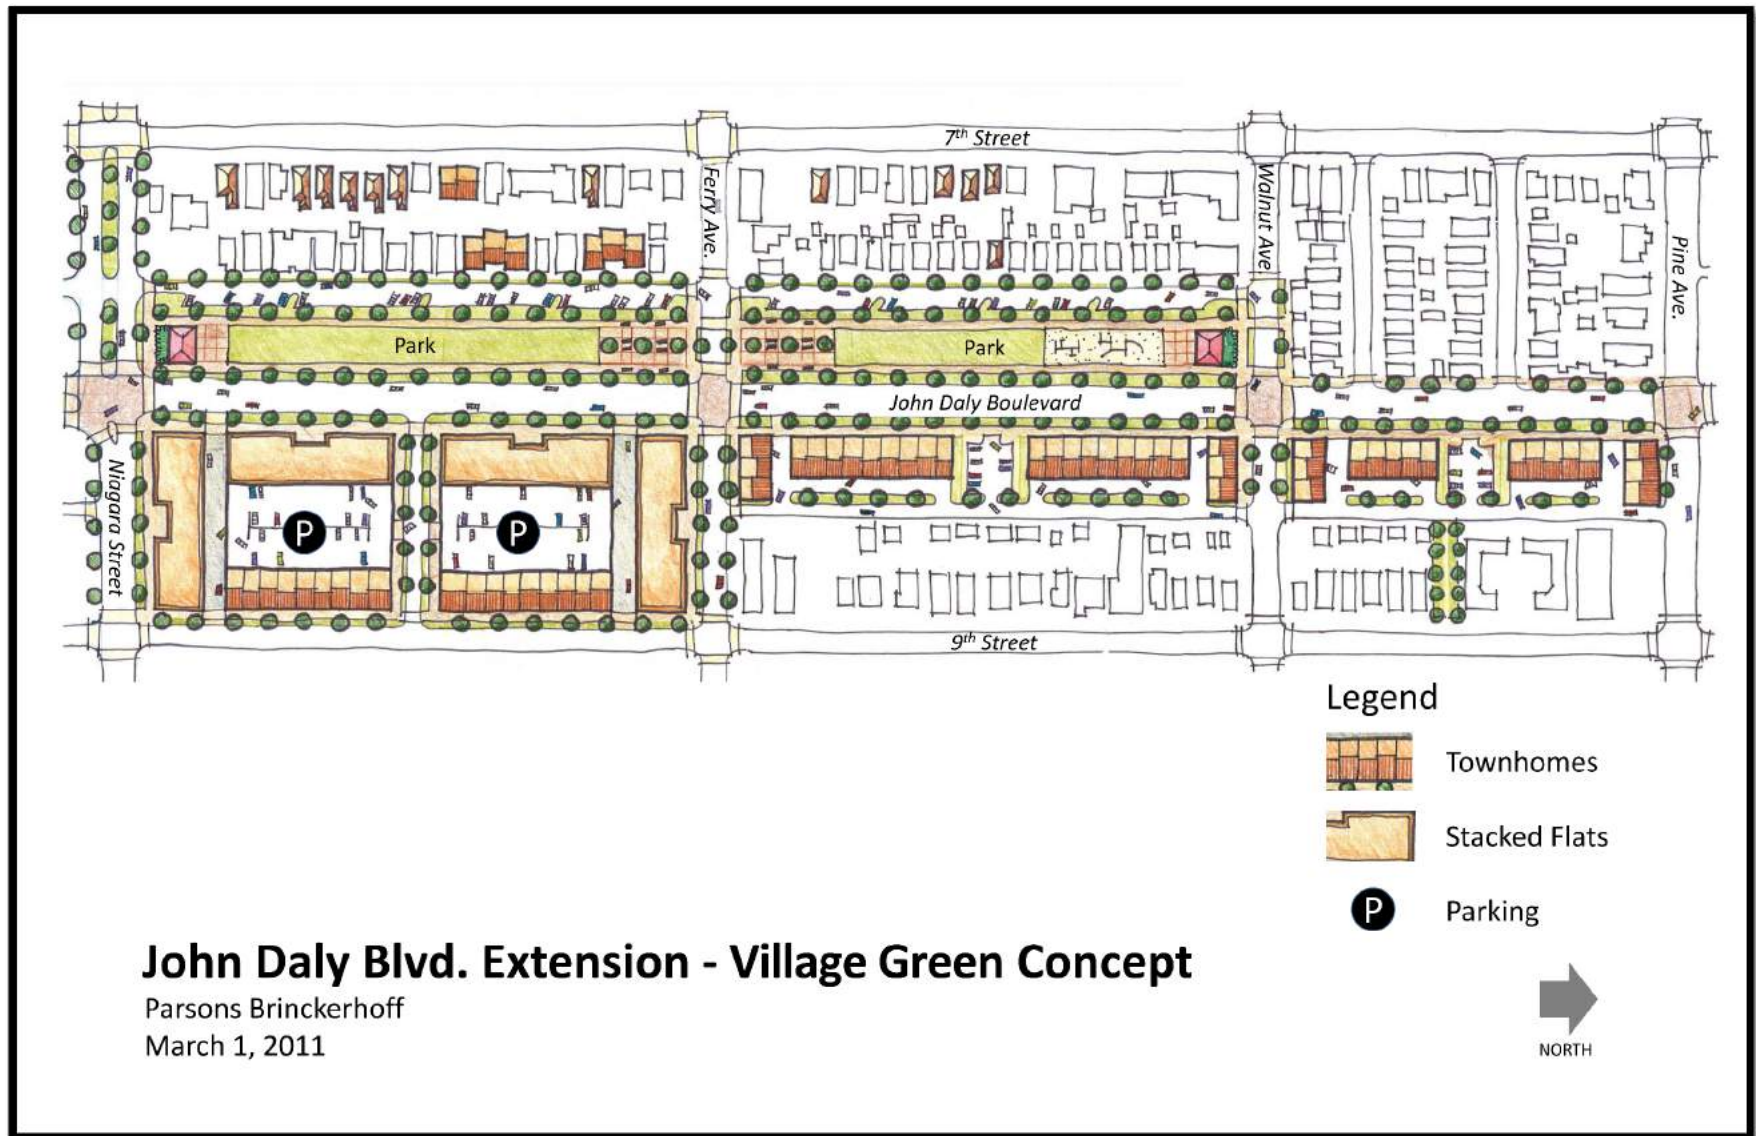 7th Street
Ferry Ave.
Walnut Ave
Pine Ave.
Park
Park
John Daly Boulevard
Niagara Street
P
P
9th Street
Legend
Townhomes
Stacked Flats
P
Parking
John Daly Blvd. Extension - Village Green Concept
Parsons Brinckerhoff
March 1, 2011
NORTH